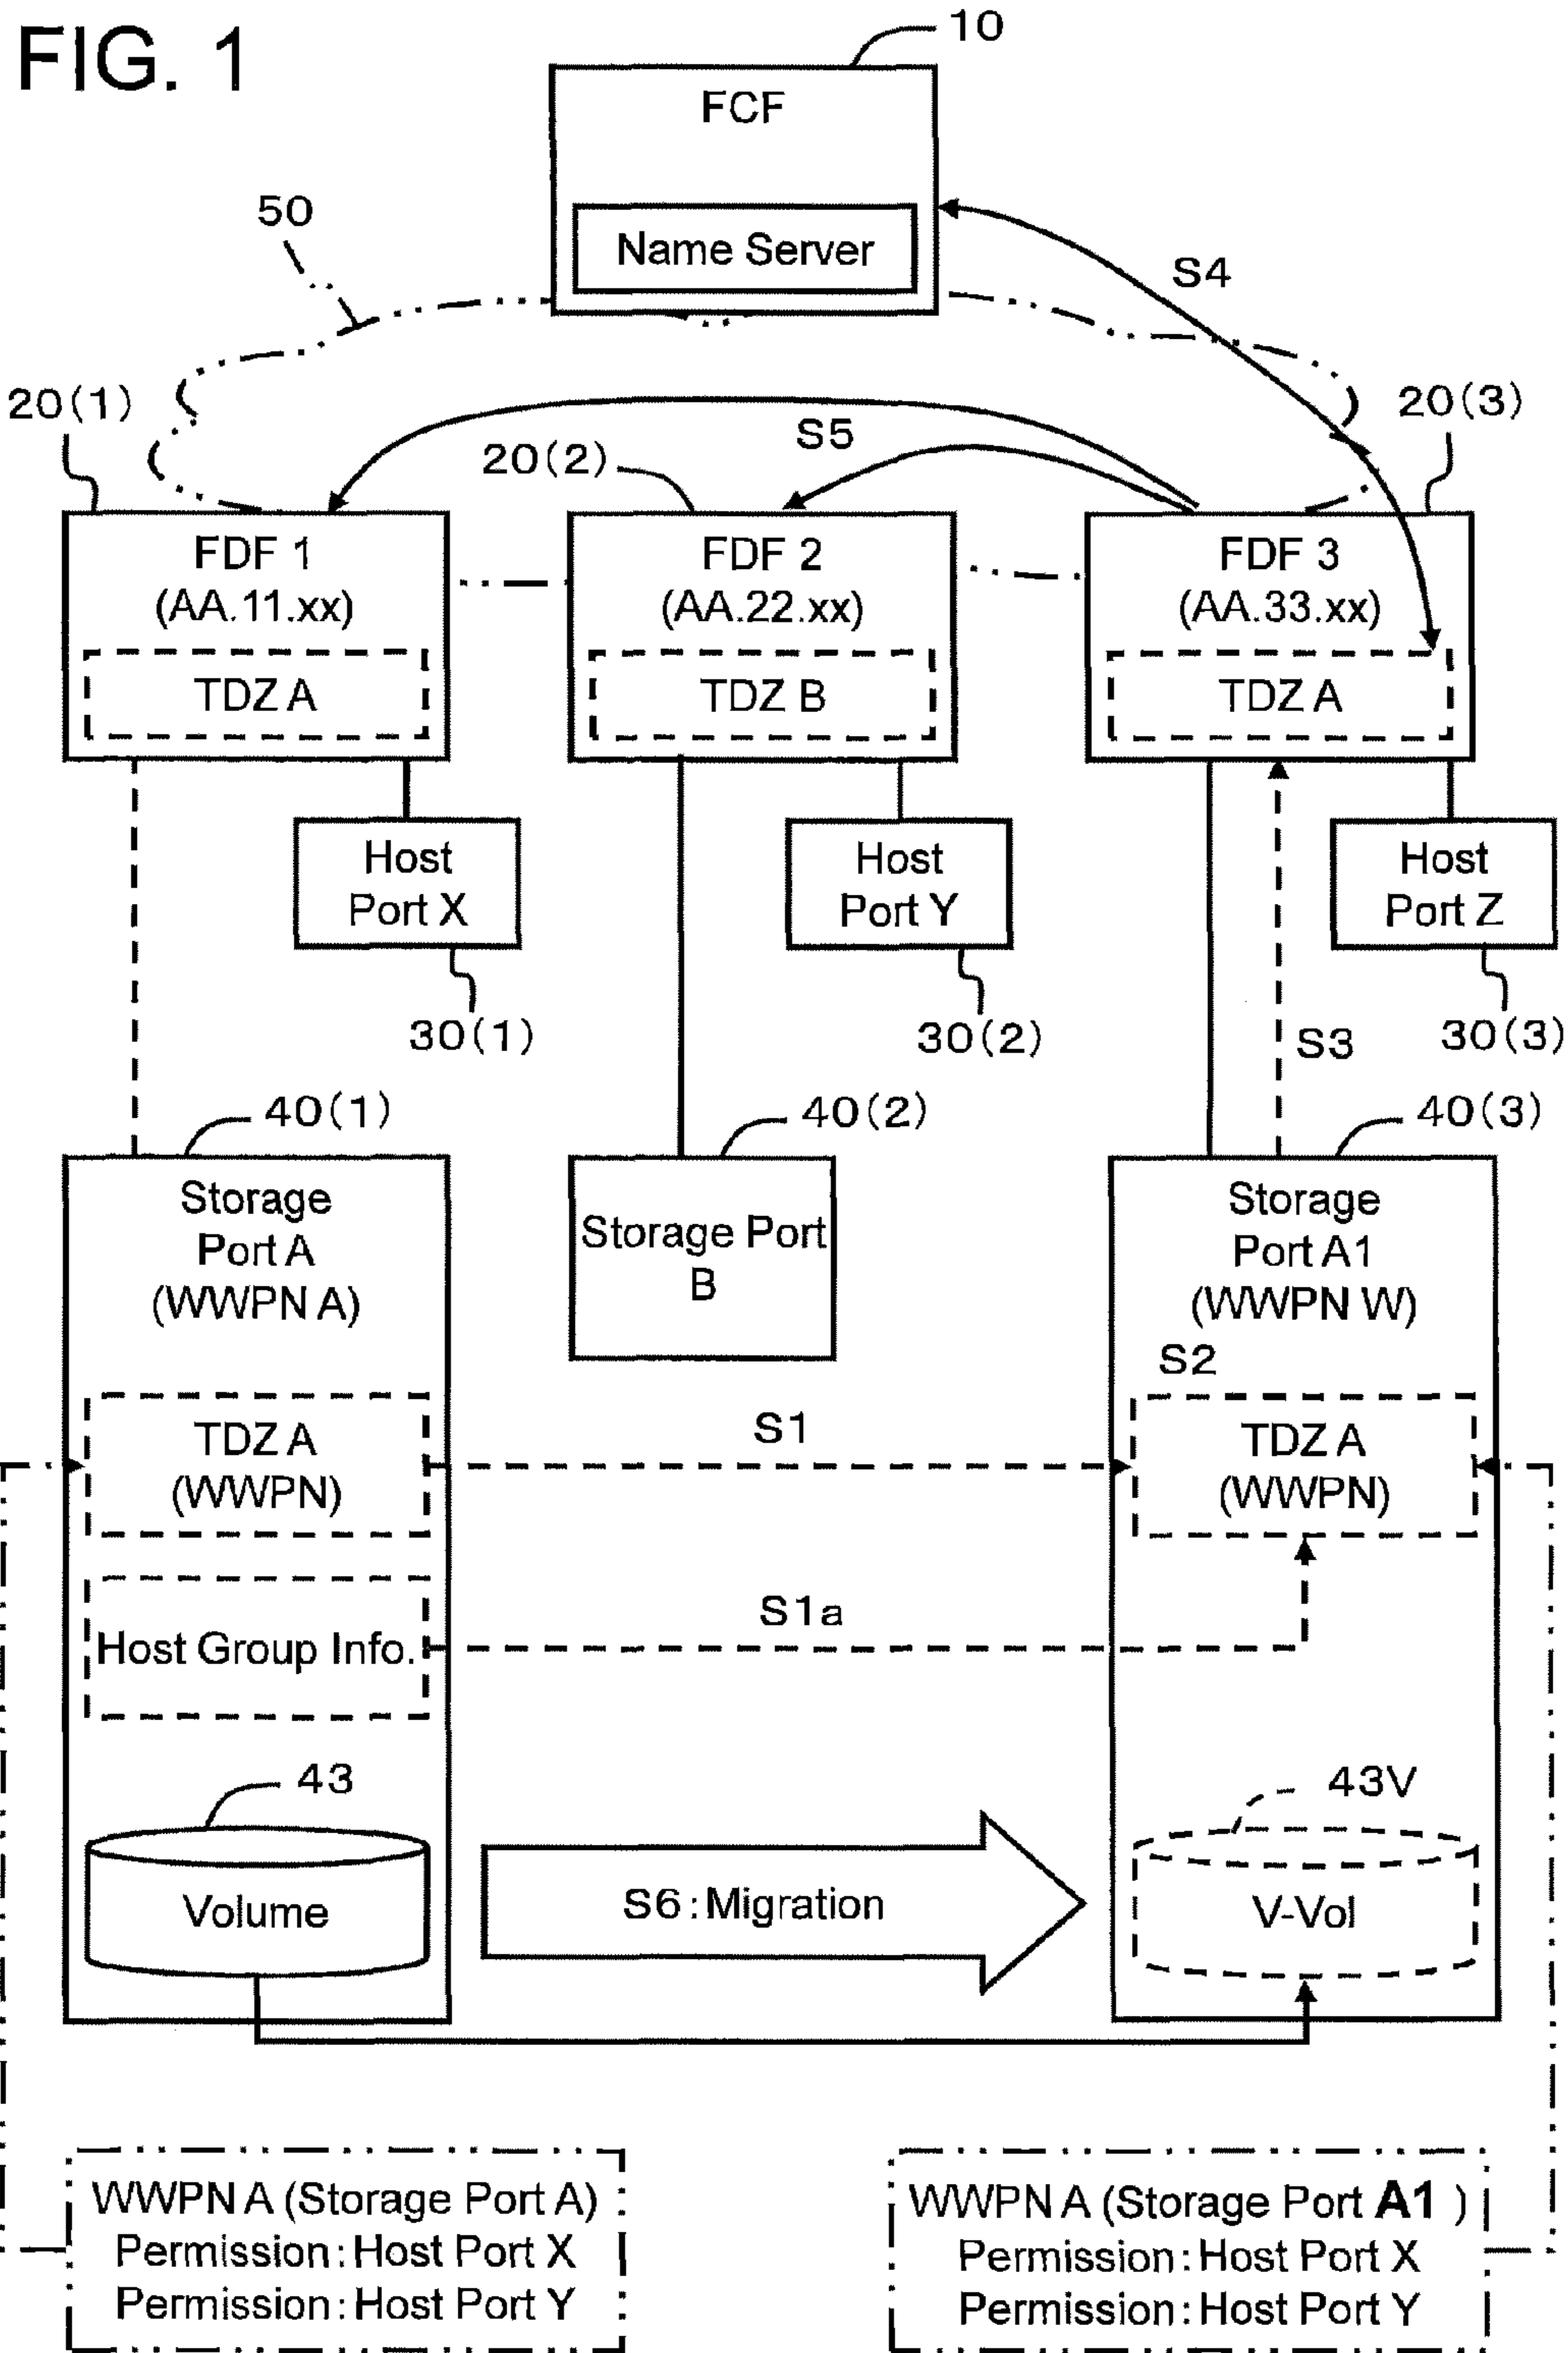 FIG. 1
10
FCF
50
Name Server
S4
20(1)
20(2)
S5
20(3)
FDF 1
(AA.11.xx)
TDZ A
FDF 2
(AA.22.xx)
TDZ B
FDF 3
(AA.33.xx)
TDZ A
Host
Port X
Host
Port Y
Host
Port Z
30(1)
30(2)
S3
30(3)
40(1)
40(2)
40(3)
Storage
Port A
(WWPN A)
Storage Port
B
Storage
Port A1
(WWPN W)
S2
TDZ A
(WWPN)
S1
TDZ A
(WWPN)
Host Group Info.
S1a
43
43V
Volume
S6:Migration
V-Vol
WWPN A (Storage Port A)
Permission:Host Port X
Permission:Host Port Y
WWPN A (Storage Port A1 )
Permission:Host Port X
Permission:Host Port Y